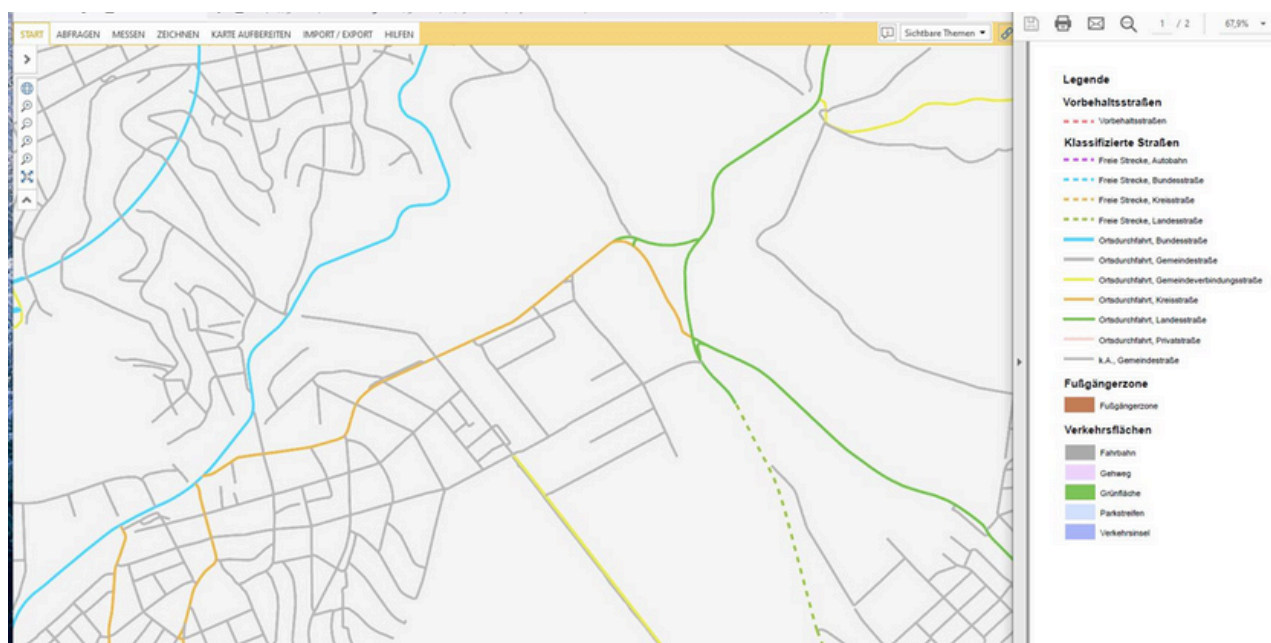 START ABFRAGEN MESSEN ZEICHNEN KARTE AUFBEREITEN IMPORT / EXPORT HILFEN Sichtbare Themen
1 / 2 67,9%
Legende
Vorbehaltsstraßen
Vorbehaltsstraßen
Klassifizierte Straßen
Freie Strecke, Autobahn
Freie Strecke, Bundesstraße
Freie Strecke, Kreisstraße
Freie Strecke, Landesstraße
Ortsdurchfahrt, Bundesstraße
Ortsdurchfahrt, Gemeindestraße
Ortsdurchfahrt, Gemeindeverbindungsstraße
Ortsdurchfahrt, Kreisstraße
Ortsdurchfahrt, Landesstraße
Ortsdurchfahrt, Privatstraße
k.A., Gemeindestraße
Fußgängerzone
Fußgängerzone
Verkehrsflächen
Fahrbahn
Gehweg
Grünfläche
Parkstreifen
Verkehrsinsel